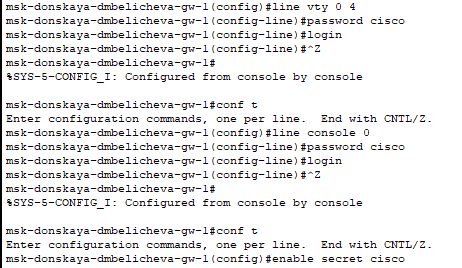 msk-donskaya-dmbelicheva-gw-1(config)#line vty 0 4
msk-donskaya-dmbelicheva-gw-1(config-line)#password cisco
msk-donskaya-dmbelicheva-gw-1(config-line)#login
msk-donskaya-dmbelicheva-gw-1(config-line)#^Z
msk-donskaya-dmbelicheva-gw-1#
%SYS-5-CONFIG_I: Configured from console by console
msk-donskaya-dmbelicheva-gw-1#conf t
Enter configuration commands, one per line.  End with CNTL/Z.
msk-donskaya-dmbelicheva-gw-1(config)#line console 0
msk-donskaya-dmbelicheva-gw-1(config-line)#password cisco
msk-donskaya-dmbelicheva-gw-1(config-line)#login
msk-donskaya-dmbelicheva-gw-1(config-line)#^Z
msk-donskaya-dmbelicheva-gw-1#
%SYS-5-CONFIG_I: Configured from console by console
msk-donskaya-dmbelicheva-gw-1#conf t
Enter configuration commands, one per line.  End with CNTL/Z.
msk-donskaya-dmbelicheva-gw-1(config)#enable secret cisco